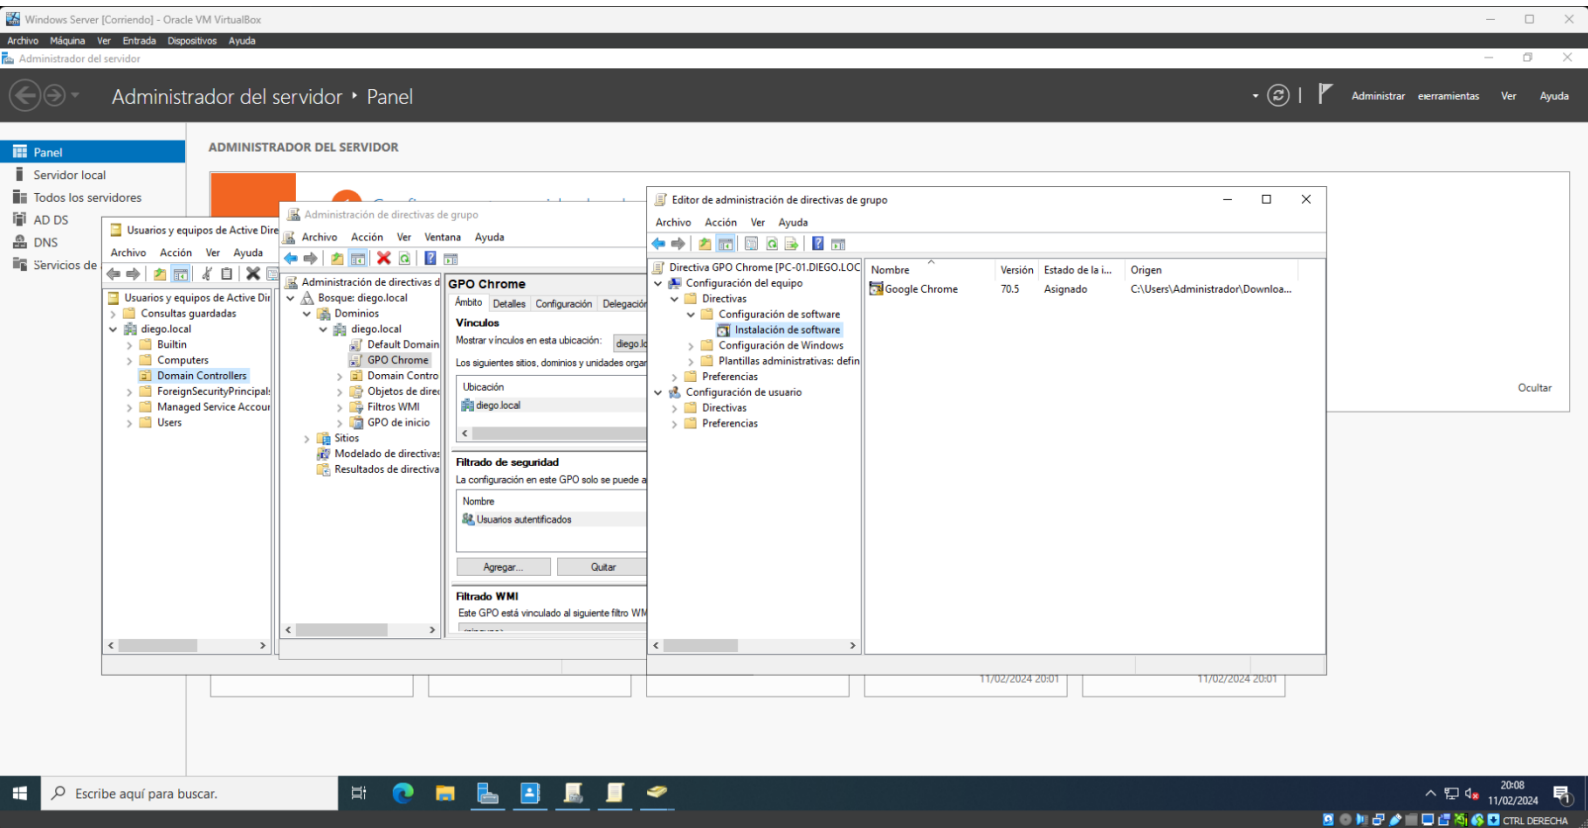 Windows Server [Corriendo] - Oracle VM VirtualBox
Archivo Máquina Ver Entrada Dispositivos Ayuda
Administrador del servidor
Administrador del servidor ‣ Panel
Administrar Ver Ayuda
Panel
Servidor local
Todos los servidores
AD DS
DNS
Servicios de
ADMINISTRADOR DEL SERVIDOR
Ocultar
Usuarios y equipos de Active Dire
Archivo Acción Ver Ayuda
Usuarios y equipos de Active Dir
Consultas guardadas
diego.local
Builtin
Computers
Domain Controllers
ForeignSecurityPrincipals
Managed Service Accour
Users
Administración de directivas de grupo
Archivo Acción Ver Ventana Ayuda
Administración de directivas d
Bosque: diego.local
Dominios
diego.local
Default Domain
GPO Chrome
Domain Contro
Objetos de direc
Filtros WMI
GPO de inicio
Sitios
Modelado de directivas
Resultados de directiva
GPO Chrome
Ámbito Detalles Configuración Delegación
Vínculos
Mostrar vínculos en esta ubicación: diego.lo
Los siguientes sitios, dominios y unidades organ
Ubicación
diego.local
Filtrado de seguridad
La configuración en este GPO solo se puede a
Nombre
Usuarios autentificados
Agregar... Quitar
Filtrado WMI
Este GPO está vinculado al siguiente filtro WM
Editor de administración de directivas de grupo
Archivo Acción Ver Ayuda
Directiva GPO Chrome [PC-01.DIEGO.LOC
Configuración del equipo
Directivas
Configuración de software
Instalación de software
Configuración de Windows
Plantillas administrativas: defin
Preferencias
Configuración de usuario
Directivas
Preferencias
Nombre Versión Estado de la i... Origen
Google Chrome 70.5 Asignado C:\Users\Administrador\Downloa...
11/02/2024 20:01 11/02/2024 20:01
Escribe aquí para buscar.
20:08
11/02/2024
1
CTRL DERECHA